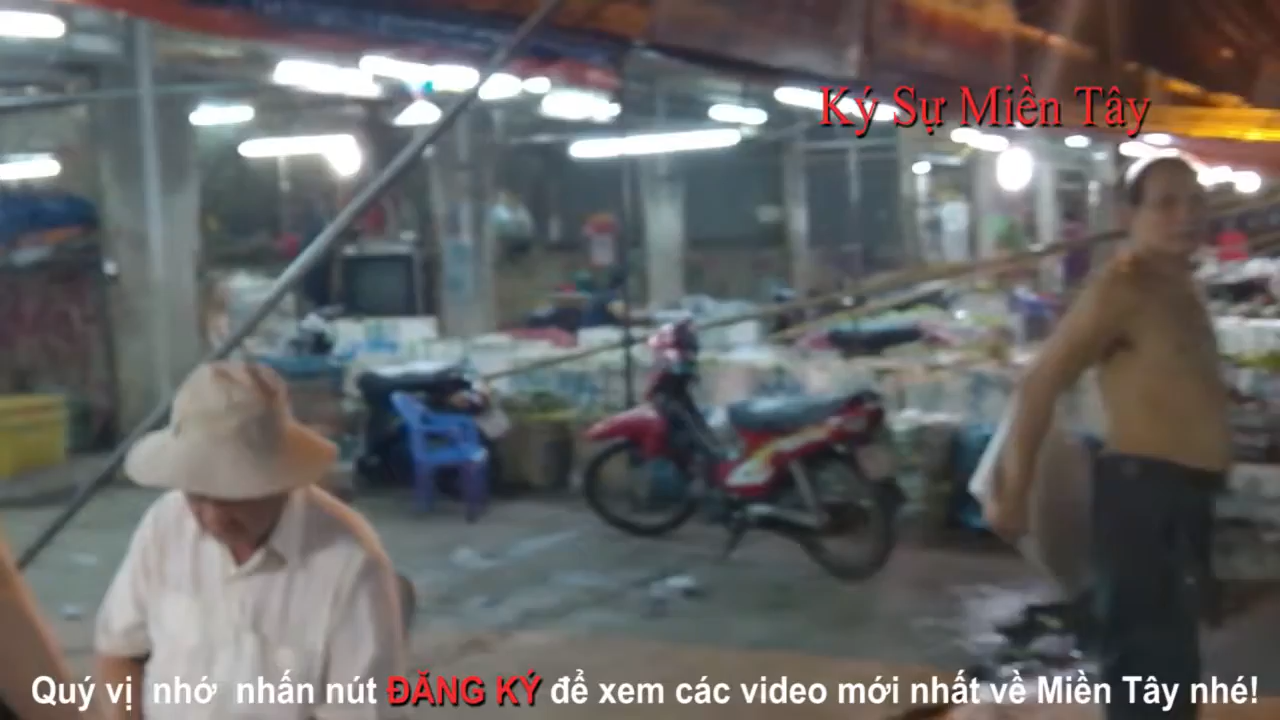 Ký Sự Miền Tây
Quý vị nhớ nhấn nút ĐĂNG KÝ để xem các video mới nhất về Miền Tây nhé!